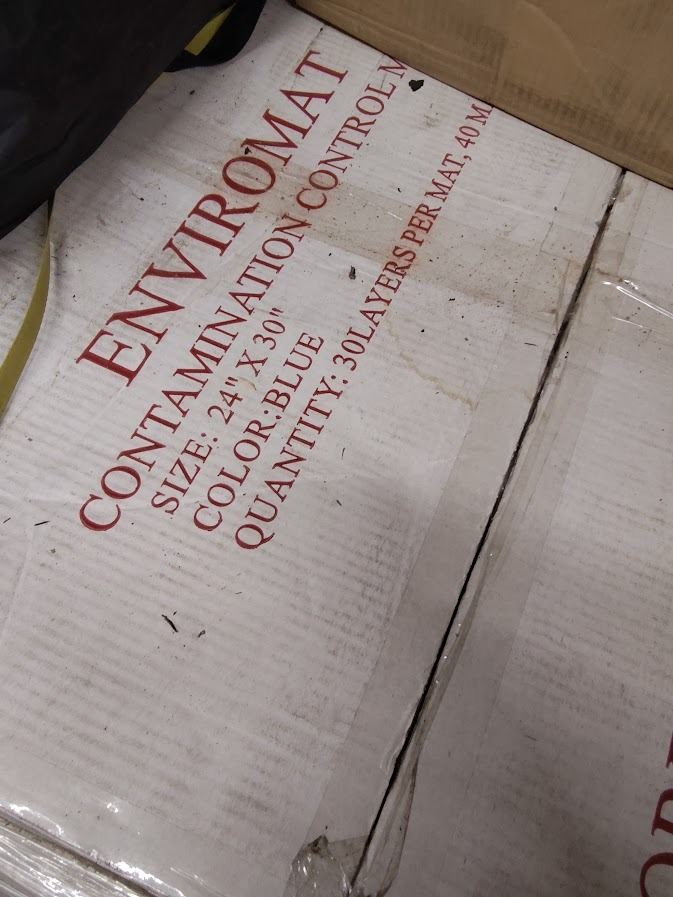 ENVIROMAT
CONTAMINATION CONTROL M
SIZE: 24" X 30"
COLOR:BLUE
QUANTITY: 30LAYERS PER MAT, 40 M